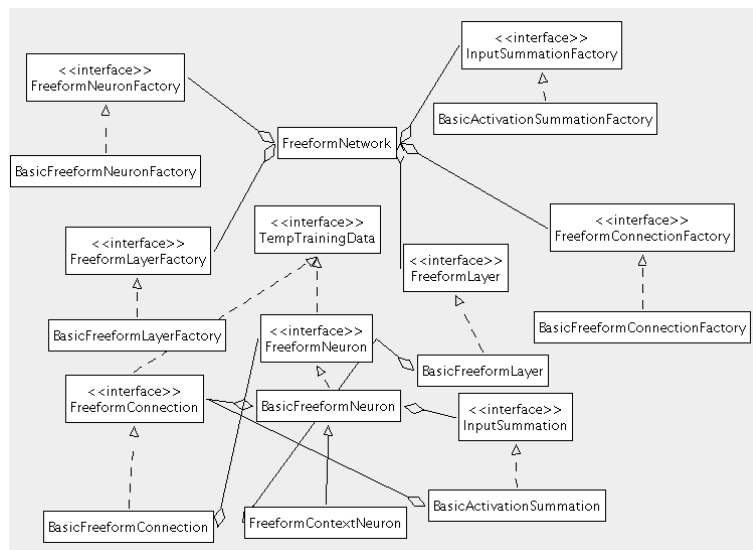 <<interface>>
InputSummationFactory
<<interface>>
FreeformNeuronFactory
BasicActivationSummationFactory
FreeformNetwork
BasicFreeformNeuronFactory
<<interface>>
TempTrainingData
<<interface>>
FreeformConnectionFactory
<<interface>>
FreeformLayerFactory
<<interface>>
FreeformLayer
BasicFreeformLayerFactory
<<interface>>
FreeformNeuron
BasicFreeformConnectionFactory
BasicFreeformLayer
<<interface>>
FreeformConnection
BasicFreeformNeuron
<<interface>>
InputSummation
BasicFreeformConnection
FreeformContextNeuron
BasicActivationSummation